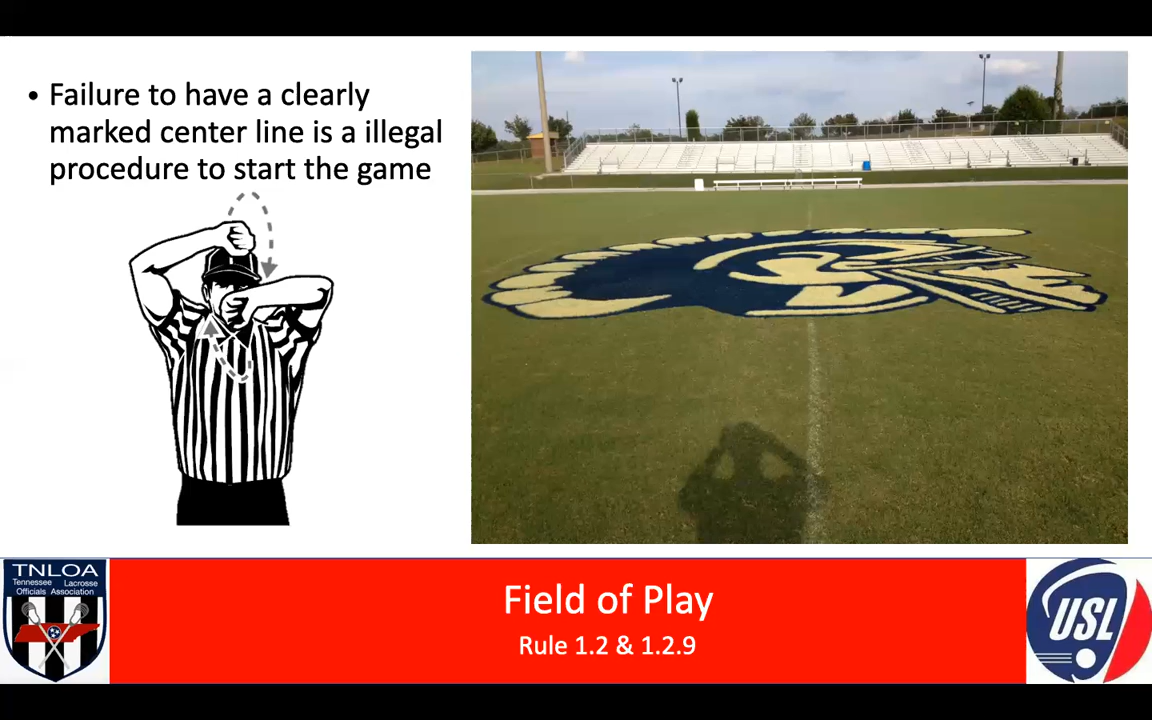 • Failure to have a clearly
marked center line is a illegal
procedure to start the game
TNLOA
Tennessee Lacrosse
Officials Association
Field of Play
Rule 1.2 & 1.2.9
USL